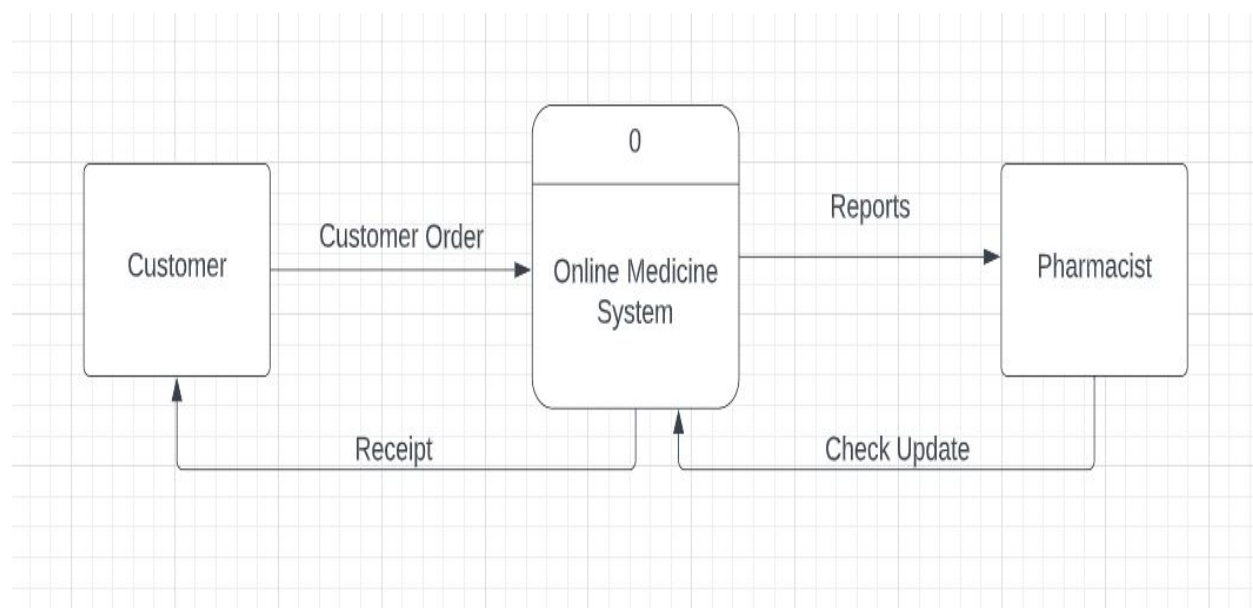 0
Customer Order
Reports
Customer
Online Medicine
System
Pharmacist
Receipt
Check Update